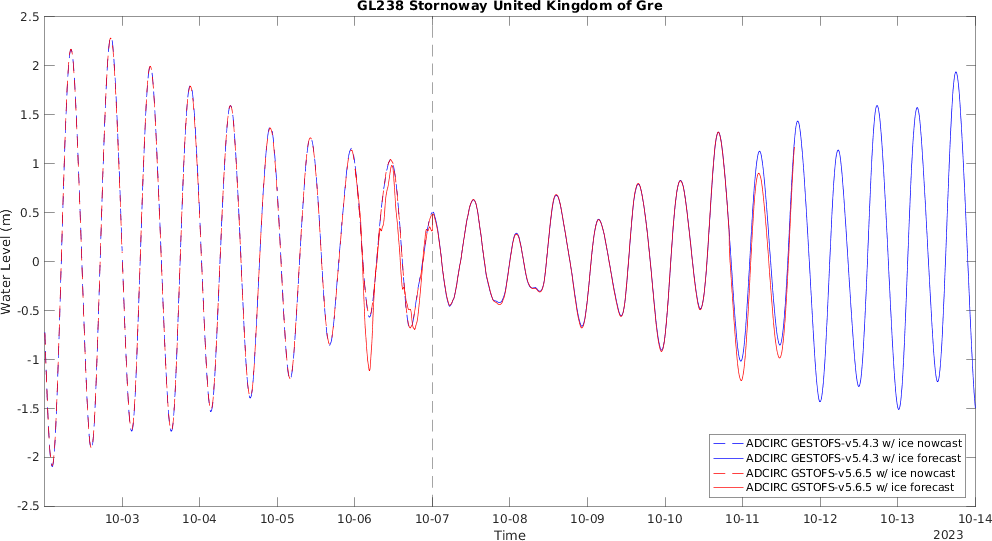 GL238 Stornoway United Kingdom of Gre
2.5
2
1.5
1
0.5
0
-0.5
-1
-1.5
-2
-2.5
Water Level (m)
10-03 10-04 10-05 10-06 10-07 10-08 10-09 10-10 10-11 10-12 10-13 10-14
Time
2023
ADCIRC GESTOFS-v5.4.3 w/ ice nowcast
ADCIRC GESTOFS-v5.4.3 w/ ice forecast
ADCIRC GSTOFS-v5.6.5 w/ ice nowcast
ADCIRC GSTOFS-v5.6.5 w/ ice forecast